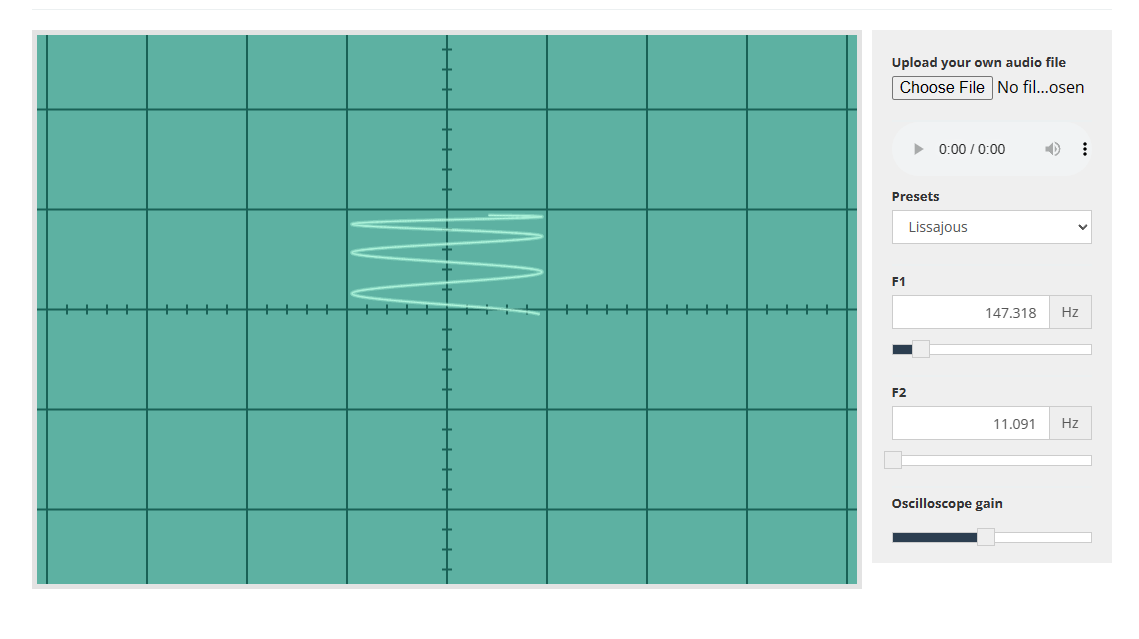 Upload your own audio file
Choose File No fil...osen
0:00 / 0:00
Presets
Lissajous
F1
147.318 Hz
F2
11.091 Hz
Oscilloscope gain